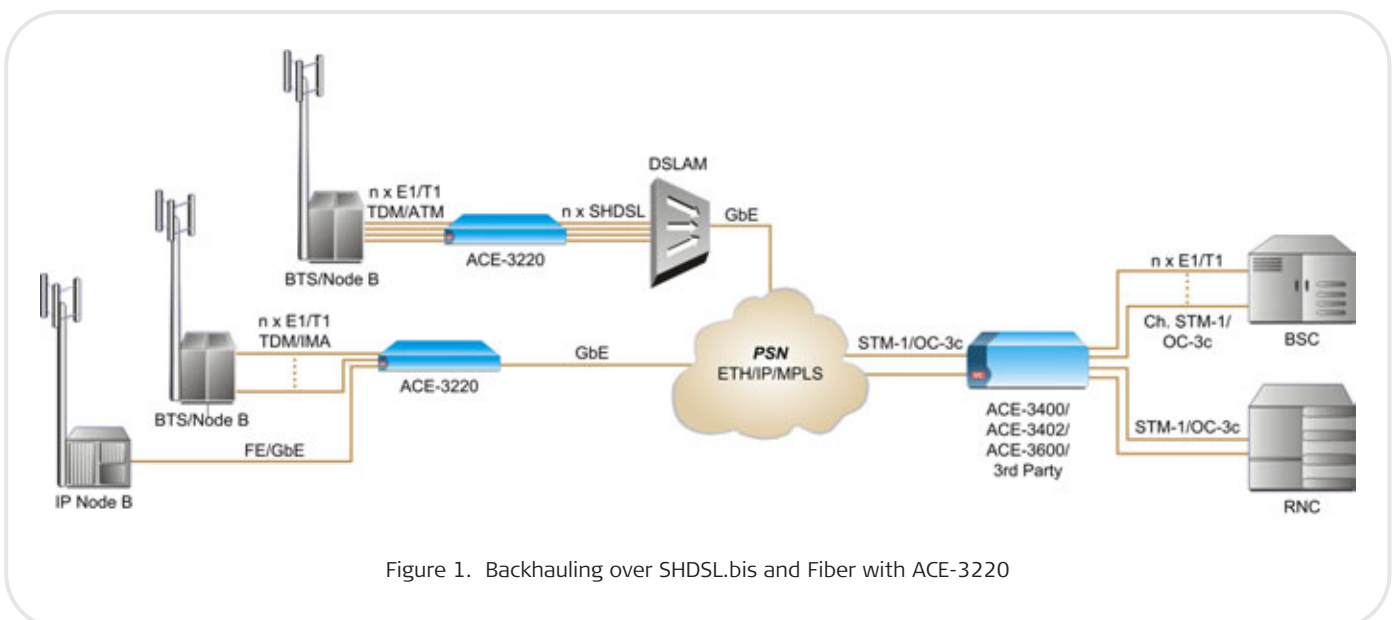 DSLAM
n x E1/T1
TDM/ATM
n x SHDSL
GbE
ACE-3220
BTS/Node B
n x E1/T1
TDM/IMA
GbE
ACE-3220
BTS/Node B
FE/GbE
IP Node B
PSN
ETH/IP/MPLS
STM-1/OC-3c
ACE-3400/
ACE-3402/
ACE-3600/
3rd Party
n x E1/T1
Ch. STM-1/
OC-3c
BSC
STM-1/OC-3c
RNC
Figure 1. Backhauling over SHDSL.bis and Fiber with ACE-3220